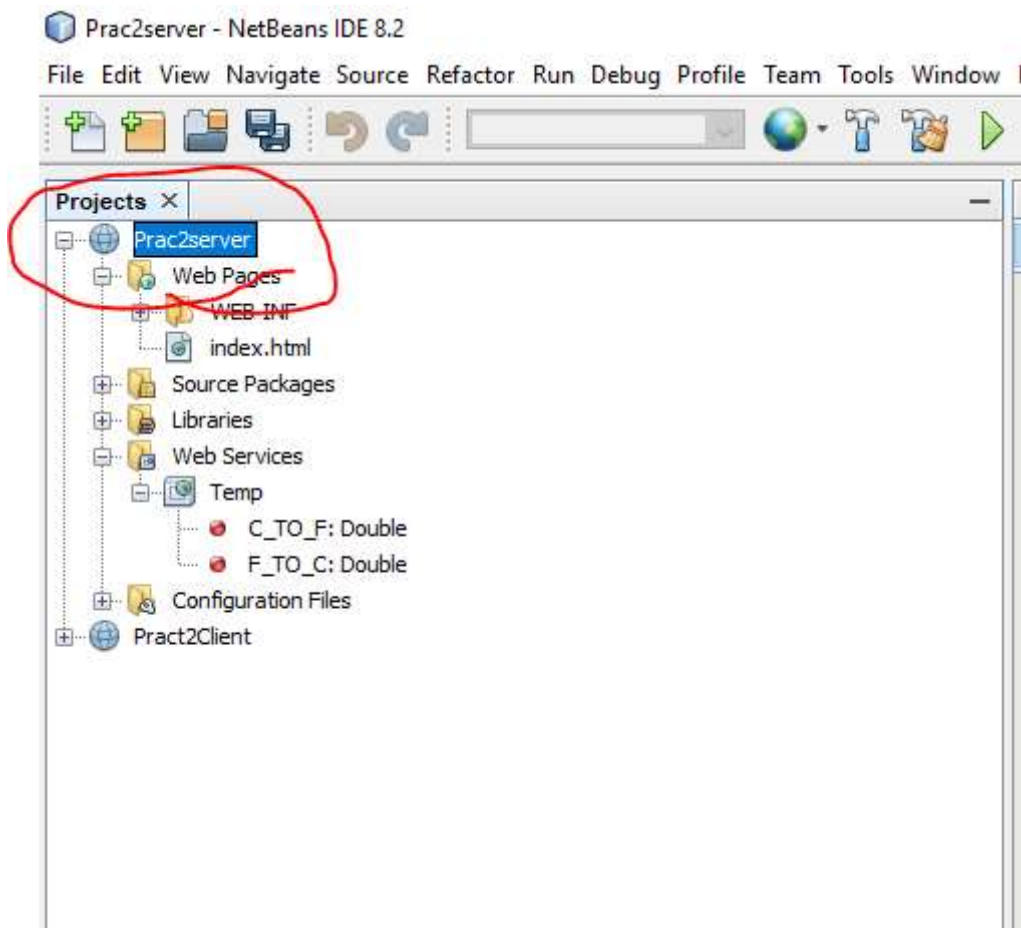 Prac2server - NetBeans IDE 8.2
File Edit View Navigate Source Refactor Run Debug Profile Team Tools Window
Projects
Prac2server
Web Pages
WEB-INF
index.html
Source Packages
Libraries
Web Services
Temp
C_TO_F: Double
F_TO_C: Double
Configuration Files
Pract2Client